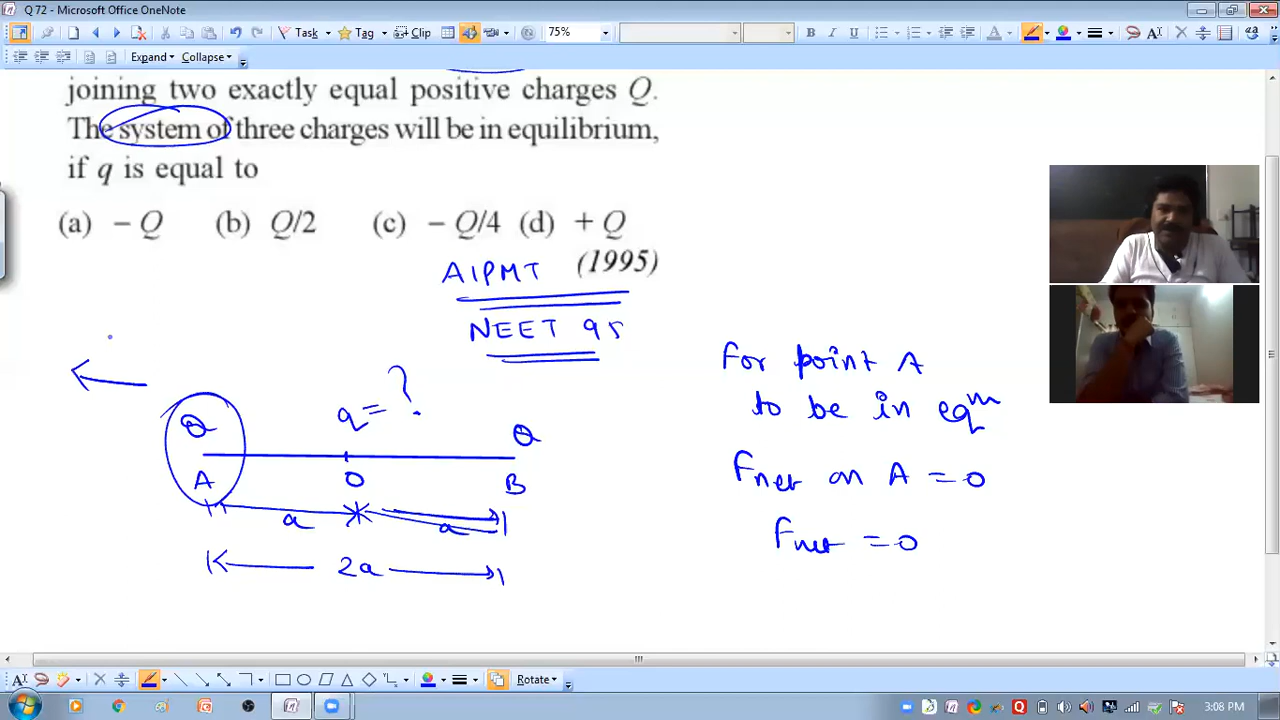 Q 72 - Microsoft Office OneNote
Task
Tag
Clip
75%
B I U
A
Expand
Collapse
joining two exactly equal positive charges Q.
The system of three charges will be in equilibrium,
if q is equal to
(a) – Q (b) Q/2 (c) – Q/4 (d) + Q
AIPMT (1995)
NEET 95
For point A
to be in eqm
q = ?
Q
Q
A O B
Fnet on A = 0
a a
Fnet = 0
2a
Rotate
3:08 PM